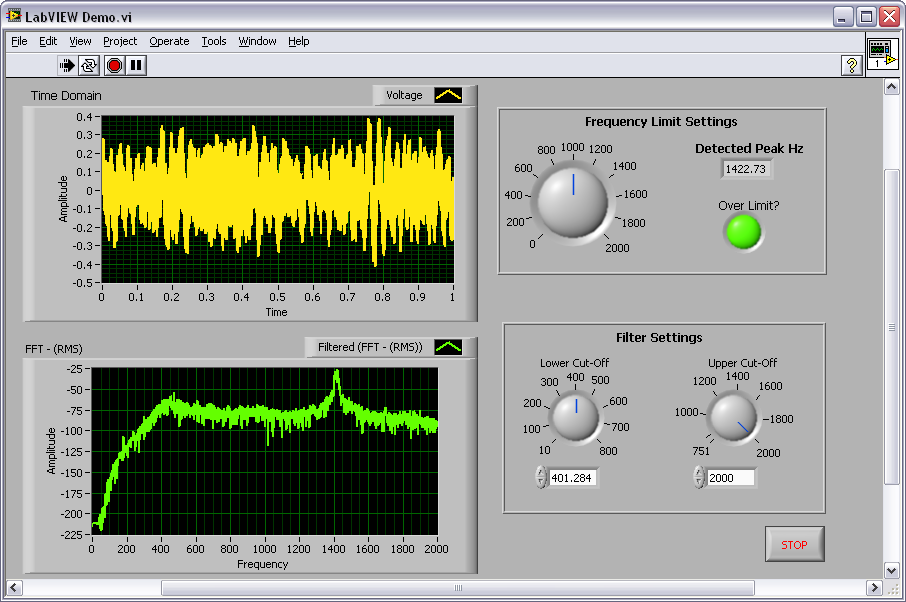 LabVIEW Demo.vi
File Edit View Project Operate Tools Window Help
?
1
Time Domain
Voltage
0.4
0.3
0.2
0.1
0
-0.1
-0.2
-0.3
-0.4
-0.5
Amplitude
0 0.1 0.2 0.3 0.4 0.5 0.6 0.7 0.8 0.9 1
Time
Frequency Limit Settings
0 200 400 600 800 1000 1200 1400 1600 1800 2000
Detected Peak Hz
1422.73
Over Limit?
FFT - (RMS)
Filtered (FFT - (RMS))
-25
-50
-75
-100
-125
-150
-175
-200
-225
Amplitude
0 200 400 600 800 1000 1200 1400 1600 1800 2000
Frequency
Filter Settings
Lower Cut-Off
10 100 200 300 400 500 600 700 800
401.284
Upper Cut-Off
751 1000 1200 1400 1600 1800 2000
2000
STOP